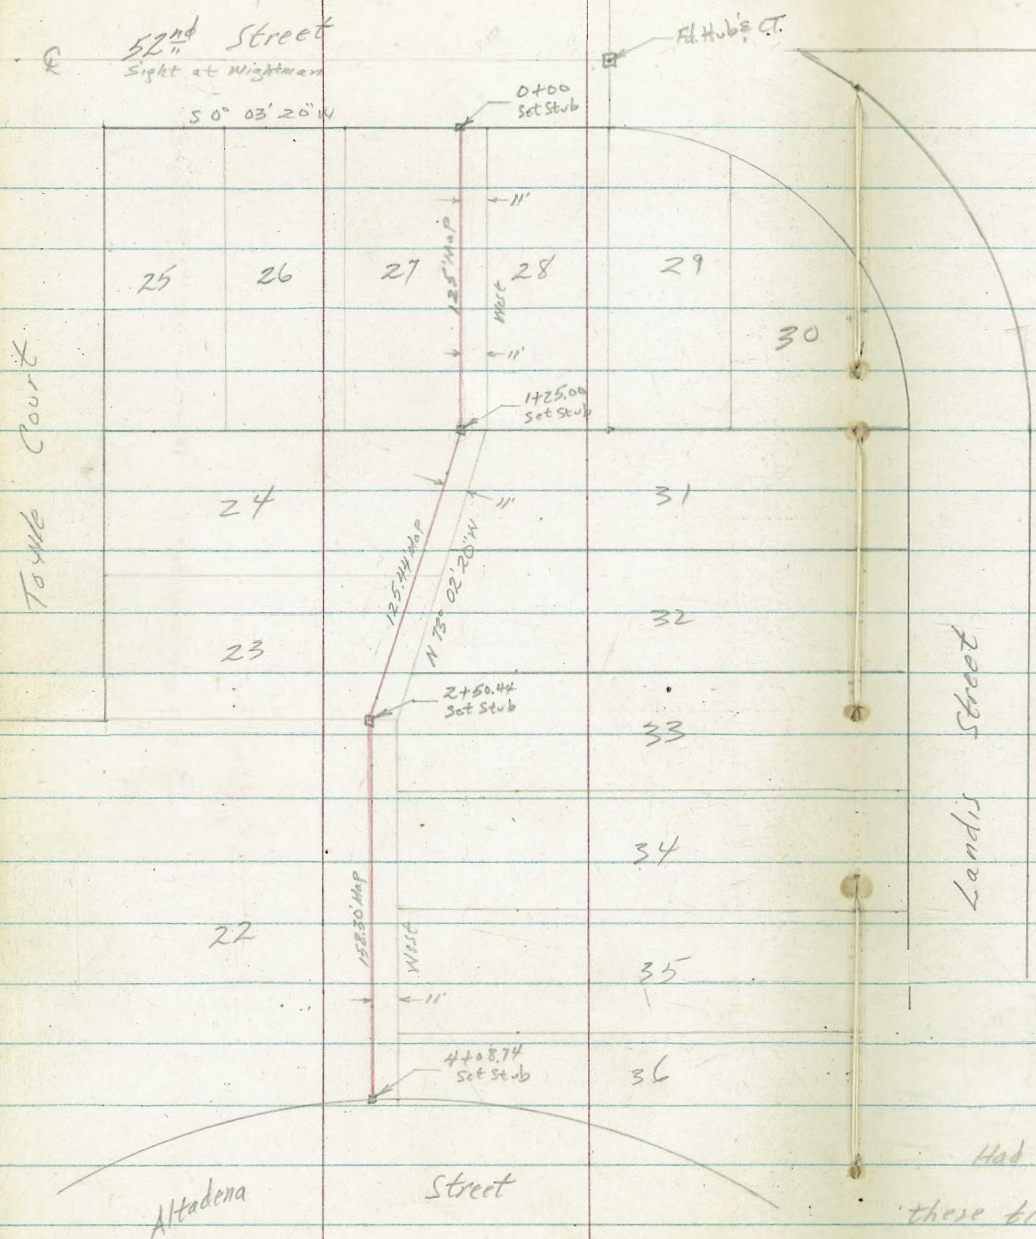 52nd Street
Sight at Wightman
S 0° 03' 20" W
Fd. Hub & CT.
0+00
Set Stub
11'
125' Map
West
25
26
27
28
29
30
11'
1+25.00
Set Stub
Towle Court
24
31
11'
125.44' Map
N 73° 02' 20" W
23
32
2+50.44
Set Stub
33
34
Landis Street
22
158.30' Map
West
35
11'
4+08.74
Set Stub
36
Altadena Street
Had
these